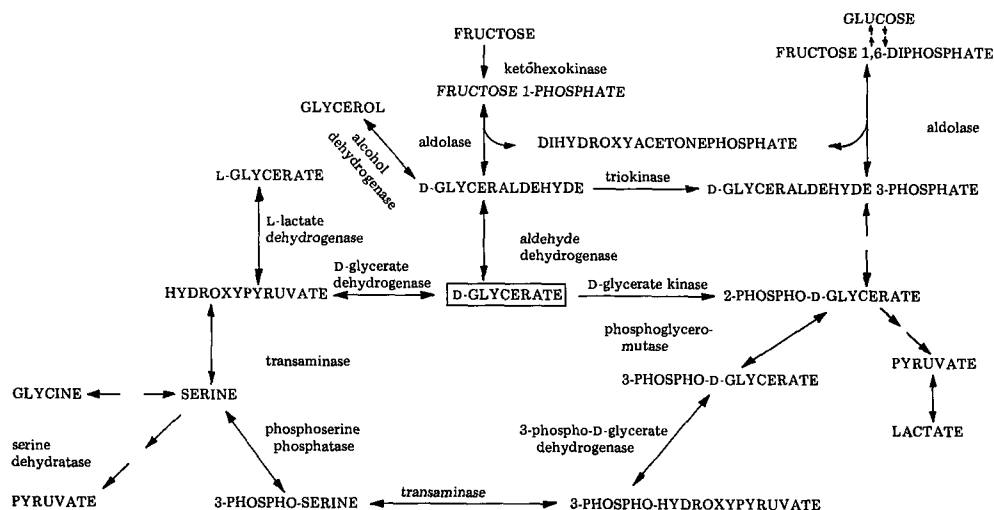 GLUCOSE
FRUCTOSE
FRUCTOSE 1,6-DIPHOSPHATE
ketohexokinase
FRUCTOSE 1-PHOSPHATE
GLYCEROL
alcohol
dehydrogenase
aldolase
DIHYDROXYACETONEPHOSPHATE
aldolase
L-GLYCERATE
D-GLYCERALDEHYDE
triokinase
D-GLYCERALDEHYDE 3-PHOSPHATE
L-lactate
dehydrogenase
aldehyde
dehydrogenase
D-glycerate
dehydrogenase
HYDROXYPYRUVATE
D-GLYCERATE
D-glycerate kinase
2-PHOSPHO-D-GLYCERATE
phosphoglycero-
mutase
transaminase
PYRUVATE
3-PHOSPHO-D-GLYCERATE
GLYCINE
SERINE
LACTATE
phosphoserine
phosphatase
3-phospho-D-glycerate
dehydrogenase
serine
dehydratase
PYRUVATE
3-PHOSPHO-SERINE
transaminase
3-PHOSPHO-HYDROXYPYRUVATE